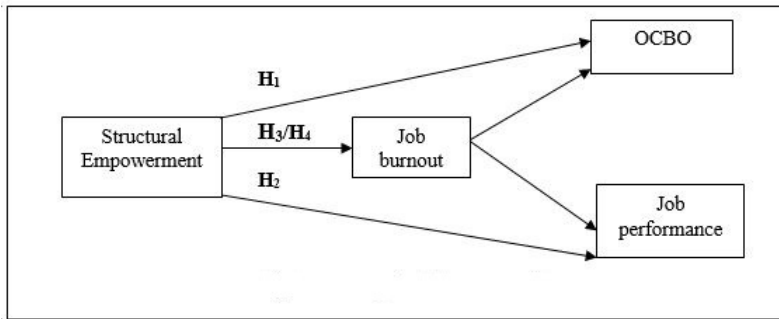 OCBO
H₁
Structural
Empowerment
H₃/H₄
Job
burnout
H₂
Job
performance